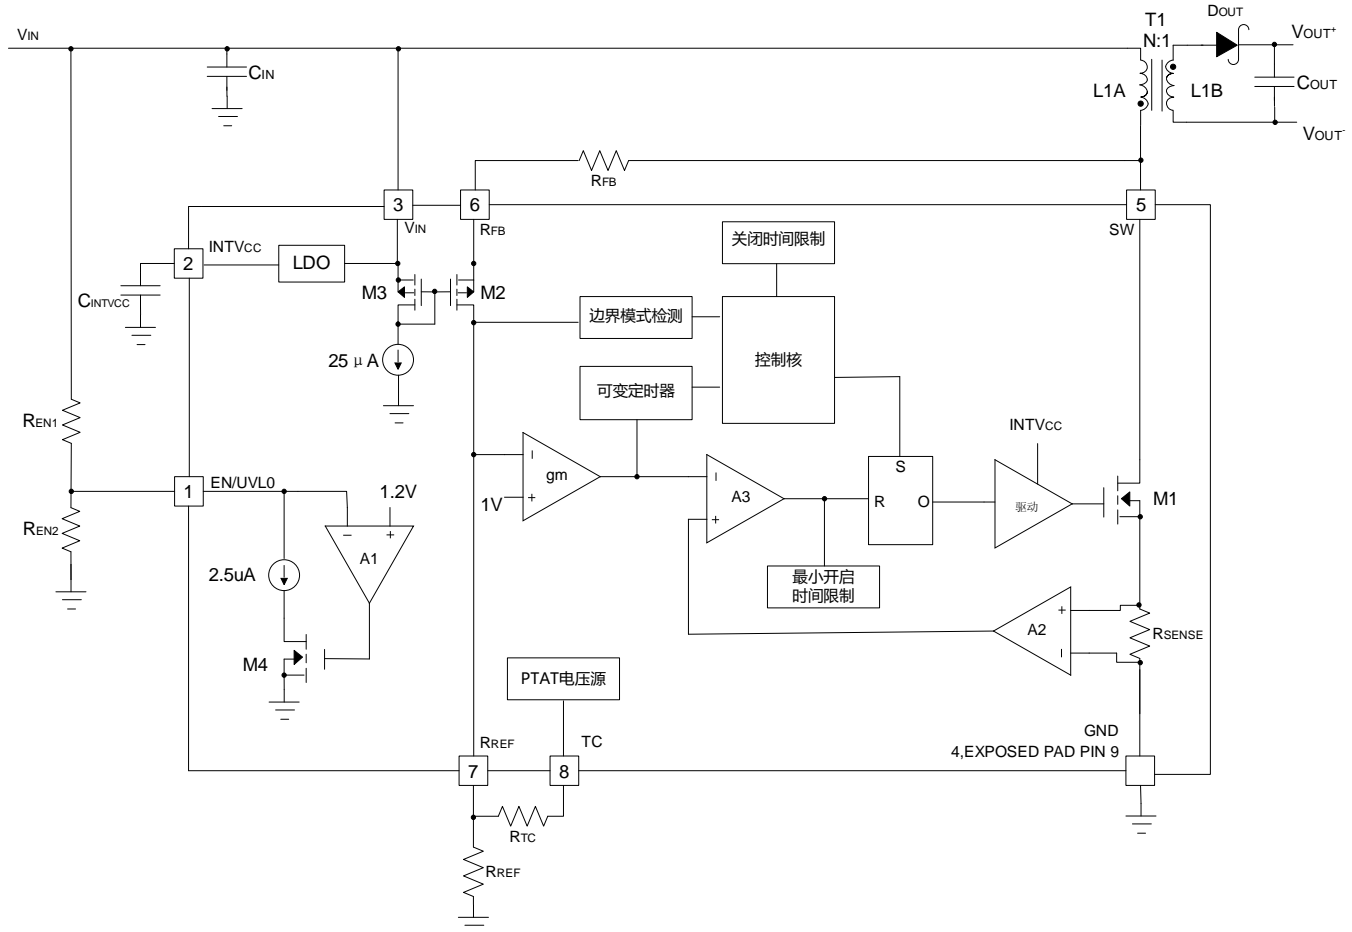 VIN
CIN
T1
N:1
DOUT
VOUT+
L1A
L1B
COUT
VOUT-
RFB
3
VIN
6
RFB
5
SW
2
INTVCC
LDO
CINTVCC
M3
M2
25 μA
关闭时间限制
边界模式检测
控制核
可变定时器
REN1
1
EN/UVL0
1.2V
REN2
A1
2.5uA
M4
gm
1V
A3
S
R
O
INTVCC
驱动
M1
最小开启
时间限制
A2
RSENSE
PTAT电压源
RREF
TC
GND
4,EXPOSED PAD PIN 9
7
8
RTC
RREF